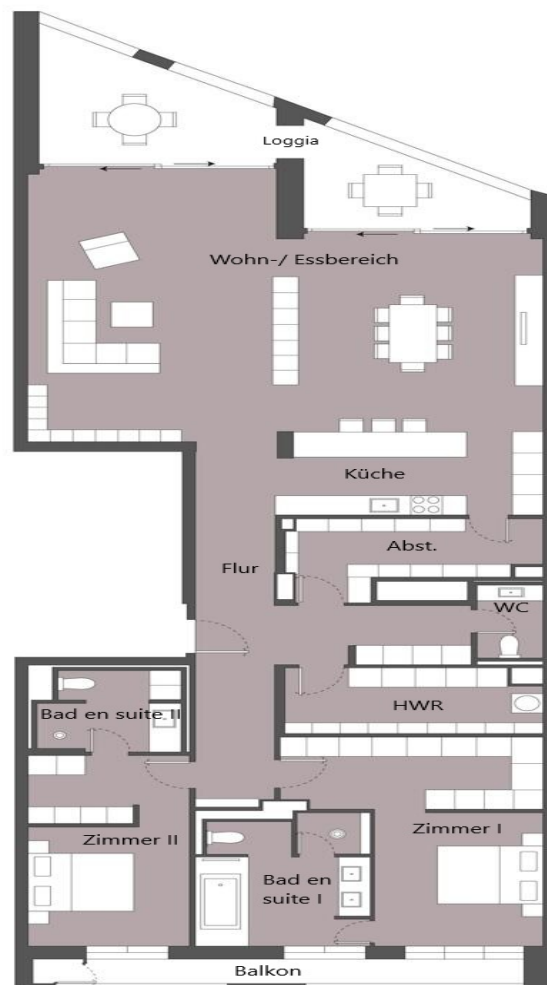 Loggia
Wohn-/ Essbereich
Küche
Abst.
Flur
WC
HWR
Bad en suite II
Zimmer II
Zimmer I
Bad en
suite I
Balkon